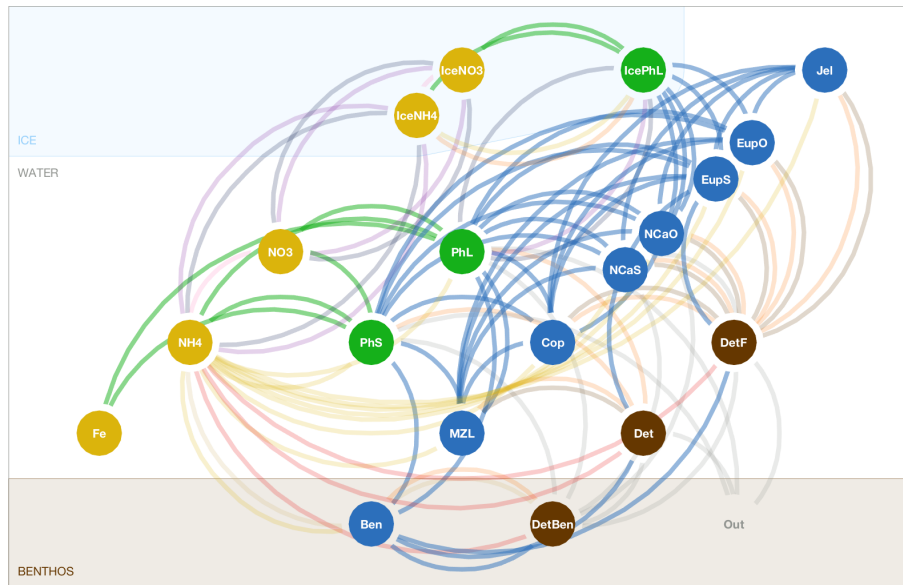 IceNO3
IcePhL
Jel
IceNH4
ICE
EupO
WATER
EupS
NCaO
NO3
PhL
NCaS
NH4
PhS
Cop
DetF
Fe
MZL
Det
Ben
DetBen
Out
BENTHOS